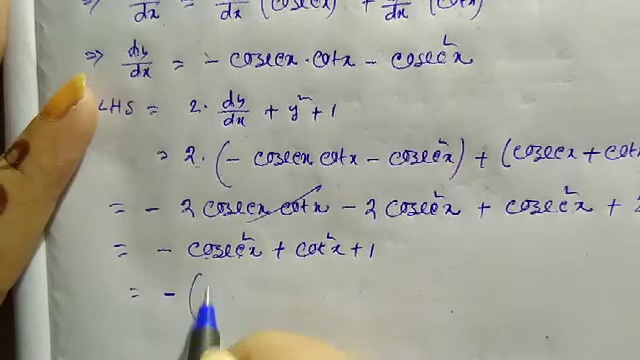 ⇒ dy/dx = d/dx (cosecx) + d/dx (cotx)
⇒ dy/dx = - cosecx·cotx - cosec²x
LHS = 2· dy/dx + y² + 1
= 2·(- cosecx cotx - cosec²x) + (cosecx + cot
= - 2 cosecx cotx - 2 cosec²x + cosec²x + 2
= - cosec²x + cot²x + 1
= - (